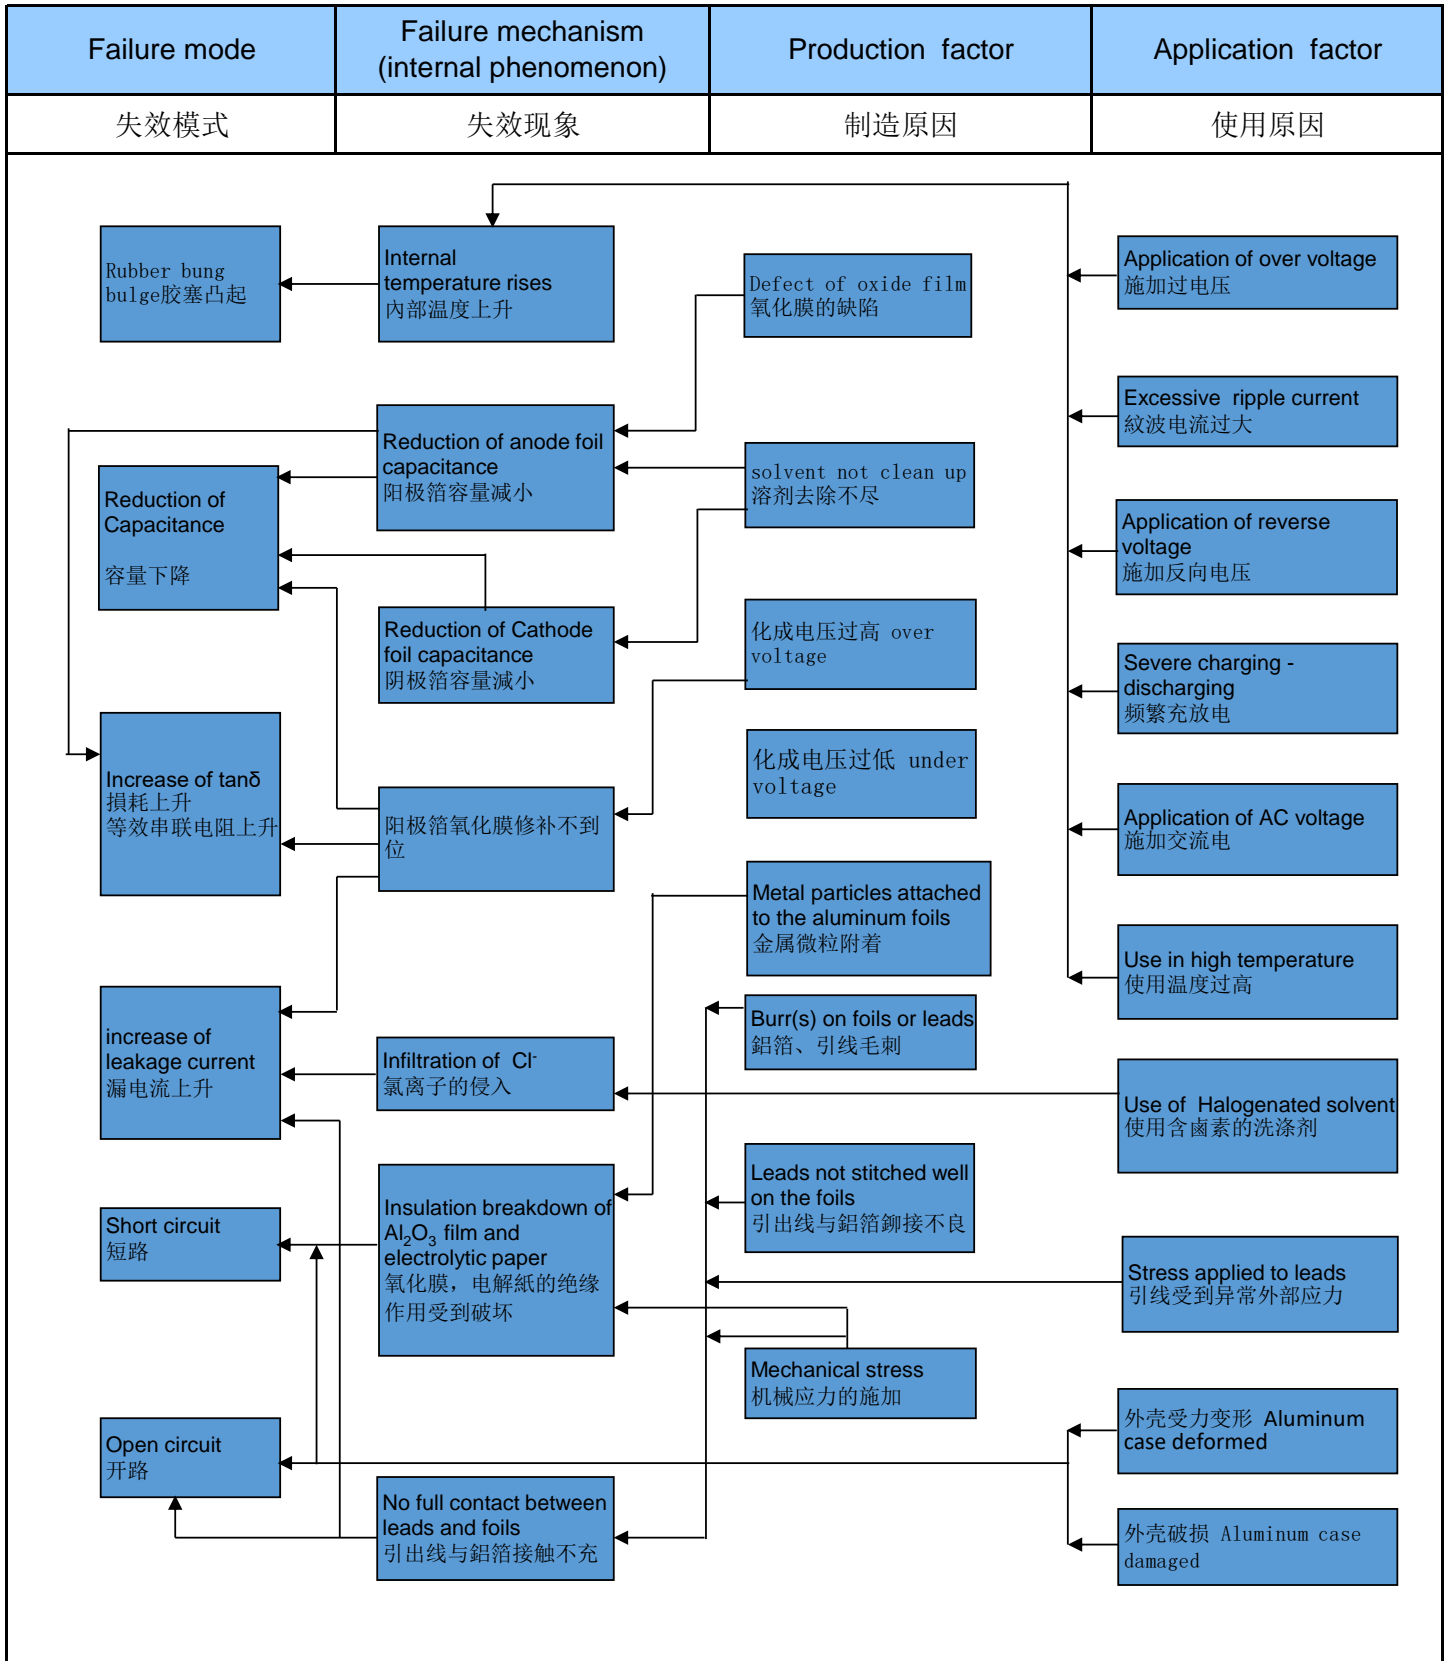 Failure mode
Failure mechanism
(internal phenomenon)
Production factor
Application factor
失效模式
失效现象
制造原因
使用原因
Rubber bung
bulge胶塞凸起
Internal
temperature rises
內部温度上升
Defect of oxide film
氧化膜的缺陷
Application of over voltage
施加过电压
Excessive ripple current
紋波电流过大
Reduction of anode foil
capacitance
阳极箔容量减小
solvent not clean up
溶剂去除不尽
Reduction of
Capacitance
容量下降
Application of reverse
voltage
施加反向电压
Reduction of Cathode
foil capacitance
阴极箔容量減小
化成电压过高 over
voltage
Severe charging -
discharging
频繁充放电
Increase of tanδ
損耗上升
等效串联电阻上升
化成电压过低 under
voltage
阳极箔氧化膜修补不到
位
Application of AC voltage
施加交流电
Metal particles attached
to the aluminum foils
金属微粒附着
Use in high temperature
使用温度过高
increase of
leakage current
漏电流上升
Infiltration of Cl⁻
氯离子的侵入
Burr(s) on foils or leads
鋁箔、引线毛刺
Use of Halogenated solvent
使用含鹵素的洗涤剂
Short circuit
短路
Insulation breakdown of
Al₂O₃ film and
electrolytic paper
氧化膜，电解紙的绝缘
作用受到破坏
Leads not stitched well
on the foils
引出线与鋁箔鉚接不良
Stress applied to leads
引线受到异常外部应力
Mechanical stress
机械应力的施加
Open circuit
开路
外壳受力变形 Aluminum
case deformed
No full contact between
leads and foils
引出线与鋁箔接触不充
外壳破损 Aluminum case
damaged